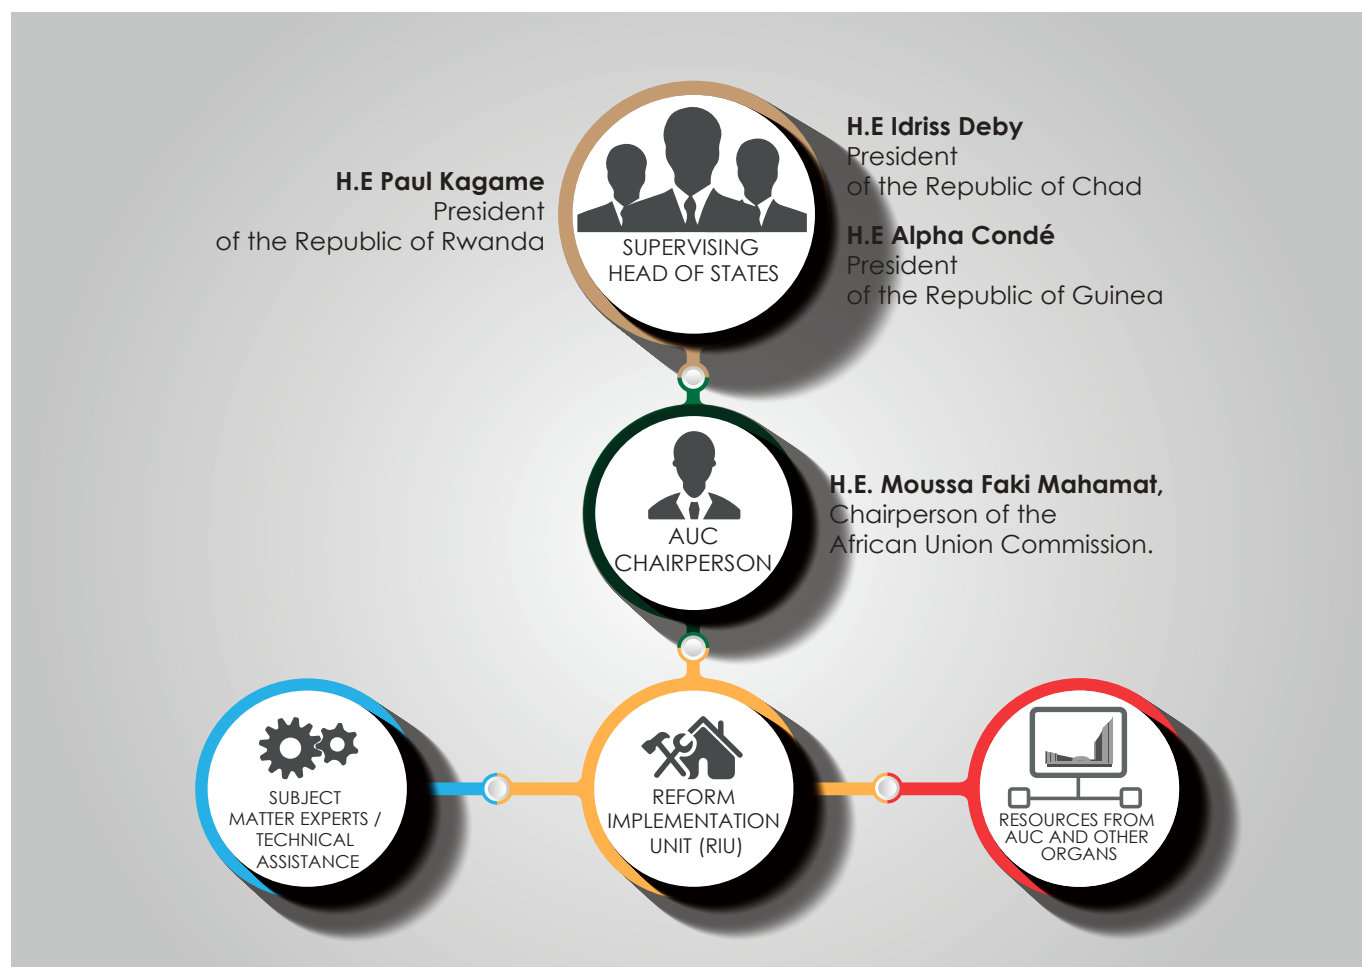 H.E Paul Kagame
President
of the Republic of Rwanda
SUPERVISING
HEAD OF STATES
H.E Idriss Deby
President
of the Republic of Chad
H.E Alpha Condé
President
of the Republic of Guinea
AUC
CHAIRPERSON
H.E. Moussa Faki Mahamat,
Chairperson of the
African Union Commission.
SUBJECT
MATTER EXPERTS /
TECHNICAL
ASSISTANCE
REFORM
IMPLEMENTATION
UNIT (RIU)
RESOURCES FROM
AUC AND OTHER
ORGANS